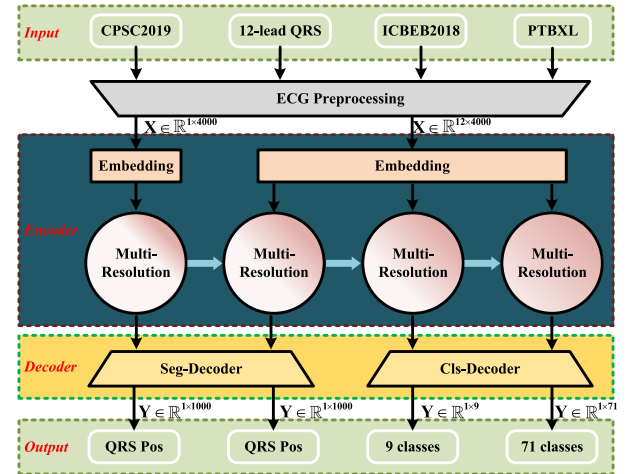 Input
CPSC2019
12-lead QRS
ICBEB2018
PTBXL
ECG Preprocessing
X ∈ ℝ^{1×4000}
X ∈ ℝ^{12×4000}
Embedding
Embedding
Encoder
Multi-
Resolution
Multi-
Resolution
Multi-
Resolution
Multi-
Resolution
Decoder
Seg-Decoder
Cls-Decoder
Y ∈ ℝ^{1×1000}
Y ∈ ℝ^{1×1000}
Y ∈ ℝ^{1×9}
Y ∈ ℝ^{1×71}
Output
QRS Pos
QRS Pos
9 classes
71 classes